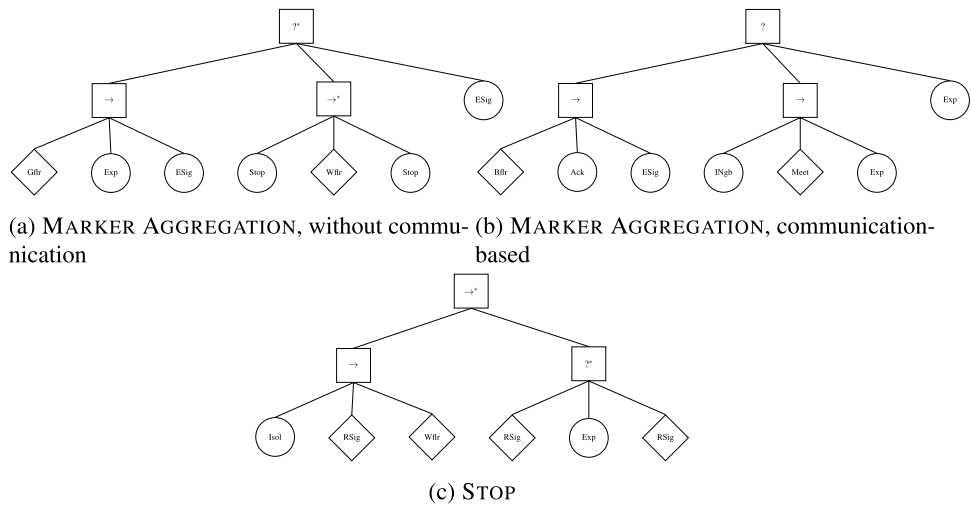 ?* ?
→ →* ESig → → Exp
Gflr Exp ESig Stop Wflr Stop Bflr Ack ESig INgb Meet Exp
(a) MARKER AGGREGATION, without commu-
nication
(b) MARKER AGGREGATION, communication-
based
→*
→ ?*
Isol RSig Wflr RSig Exp RSig
(c) STOP